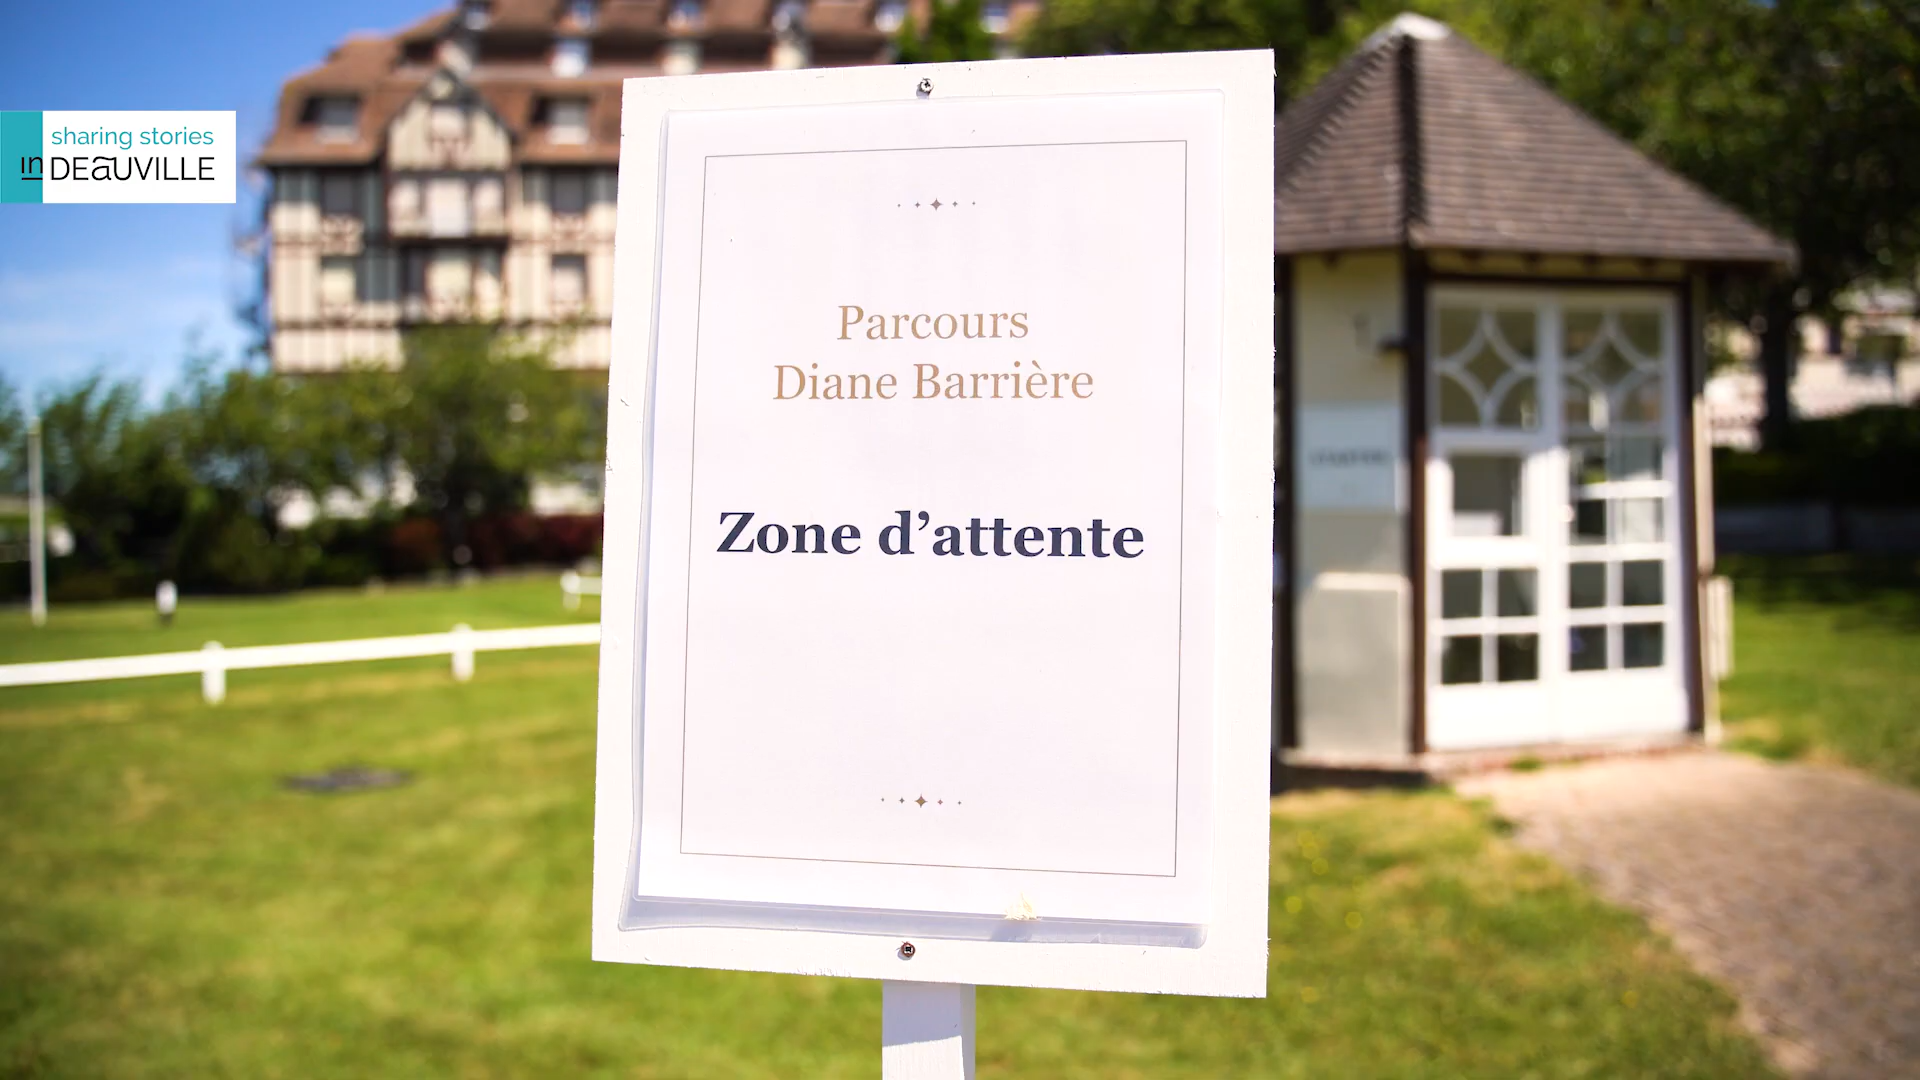 sharing stories
in DEAUVILLE
Parcours
Diane Barrière
Zone d'attente